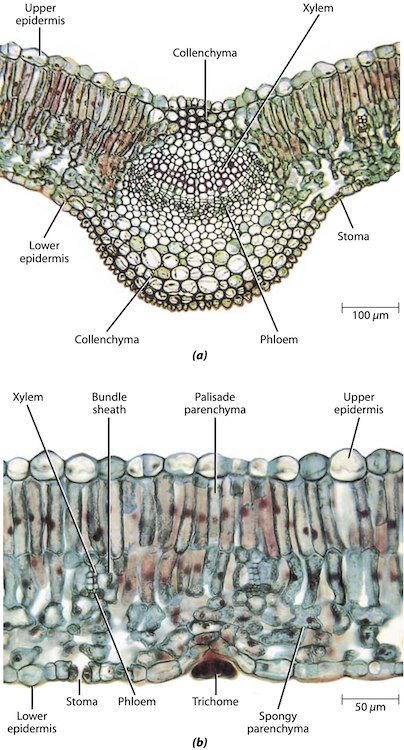 Upper
epidermis
Xylem
Collenchyma
Lower
epidermis
Stoma
100 µm
Collenchyma
Phloem
(a)
Xylem
Bundle
sheath
Palisade
parenchyma
Upper
epidermis
Lower
epidermis
Stoma
Phloem
Trichome
Spongy
parenchyma
50 µm
(b)